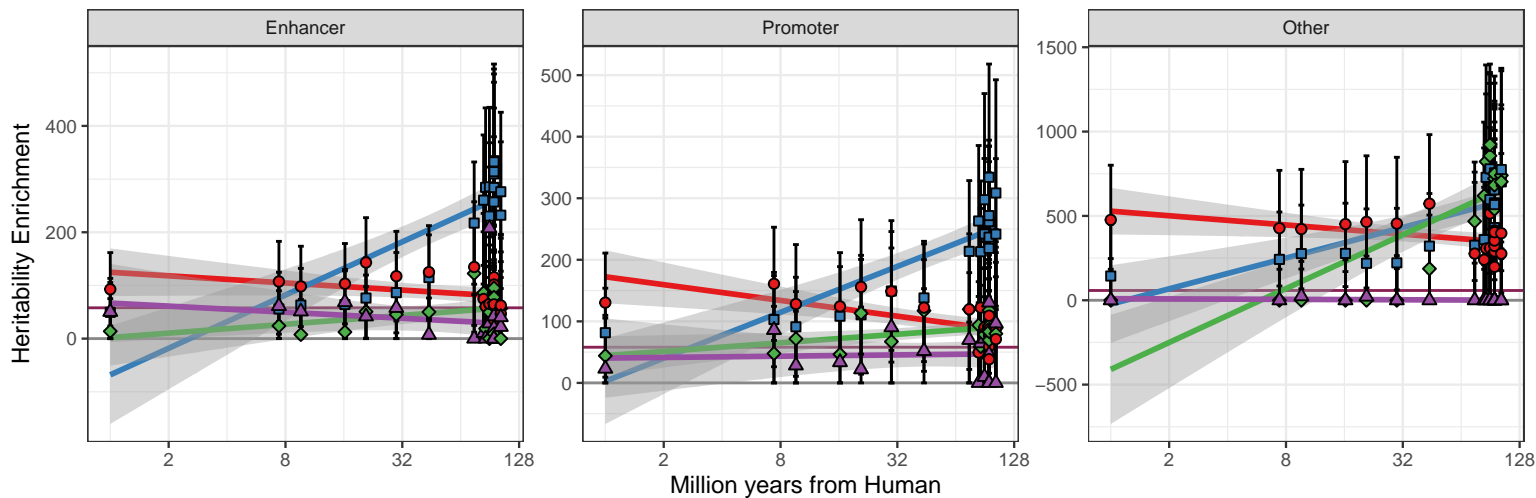 Enhancer
Promoter
Other
Heritability Enrichment
400
200
0
500
400
300
200
100
0
1500
1000
500
0
−500
2 8 32 128
2 8 32 128
2 8 32 128
Million years from Human